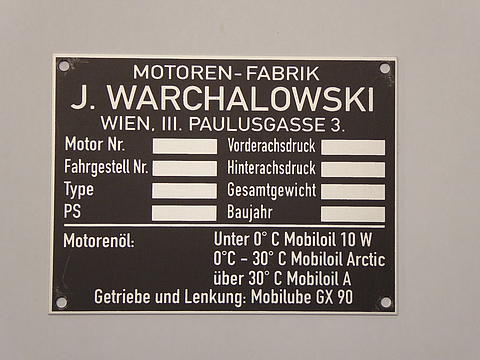 MOTOREN-FABRIK
J. WARCHALOWSKI
WIEN, III. PAULUSGASSE 3.
Motor Nr. Vorderachsdruck
Fahrgestell Nr. Hinterachsdruck
Type Gesamtgewicht
PS Baujahr
Motorenöl: Unter 0° C Mobiloil 10 W
0°C - 30° C Mobiloil Arctic
über 30° C Mobiloil A
Getriebe und Lenkung: Mobilube GX 90